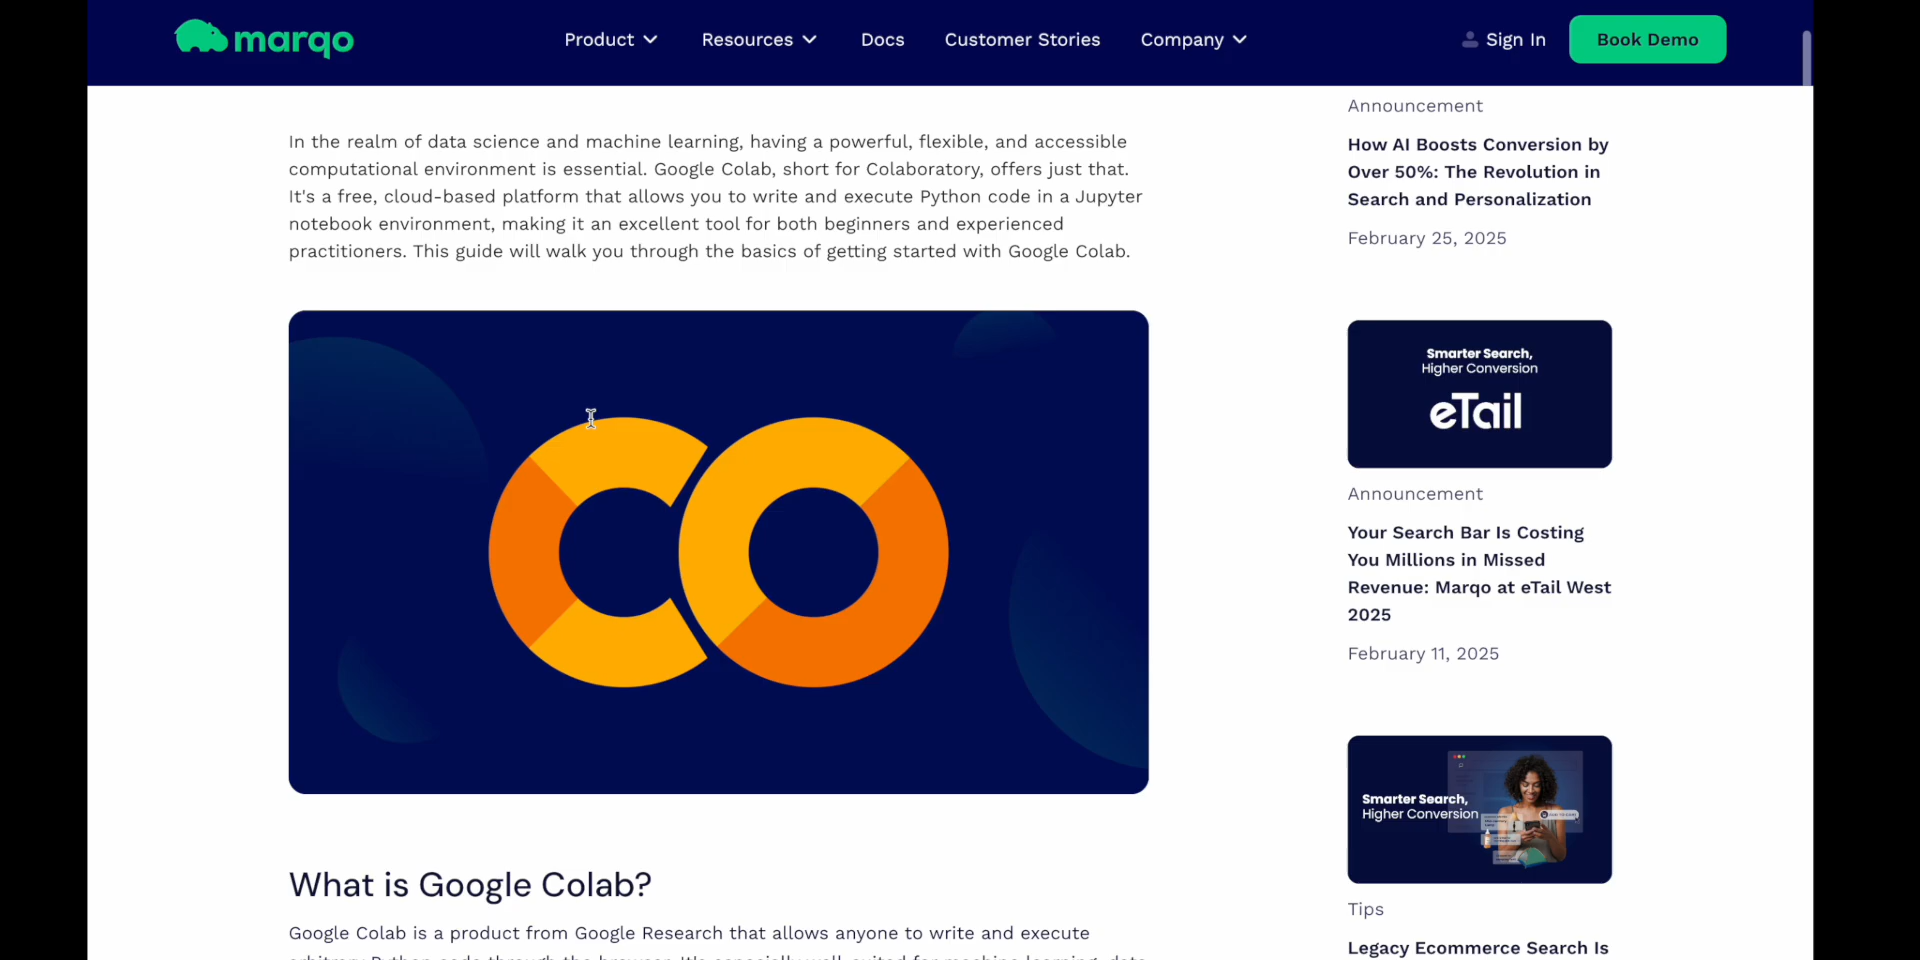 marqo
Product
Resources
Docs
Customer Stories
Company
Sign In
Book Demo
In the realm of data science and machine learning, having a powerful, flexible, and accessible
computational environment is essential. Google Colab, short for Colaboratory, offers just that.
It's a free, cloud-based platform that allows you to write and execute Python code in a Jupyter
notebook environment, making it an excellent tool for both beginners and experienced
practitioners. This guide will walk you through the basics of getting started with Google Colab.
CO
What is Google Colab?
Google Colab is a product from Google Research that allows anyone to write and execute
Announcement
How AI Boosts Conversion by
Over 50%: The Revolution in
Search and Personalization
February 25, 2025
Smarter Search,
Higher Conversion
eTail
Announcement
Your Search Bar Is Costing
You Millions in Missed
Revenue: Marqo at eTail West
2025
February 11, 2025
Smarter Search,
Higher Conversion
Tips
Legacy Ecommerce Search Is